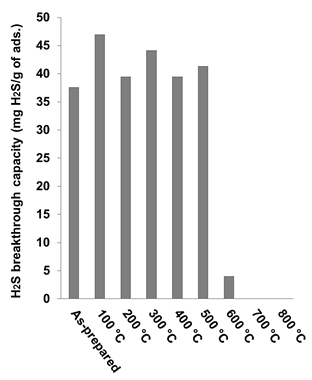 H2S breakthrough capacity (mg H2S/g of ads.)
50
45
40
35
30
25
20
15
10
5
0
As-prepared
100 °C
200 °C
300 °C
400 °C
500 °C
600 °C
700 °C
800 °C